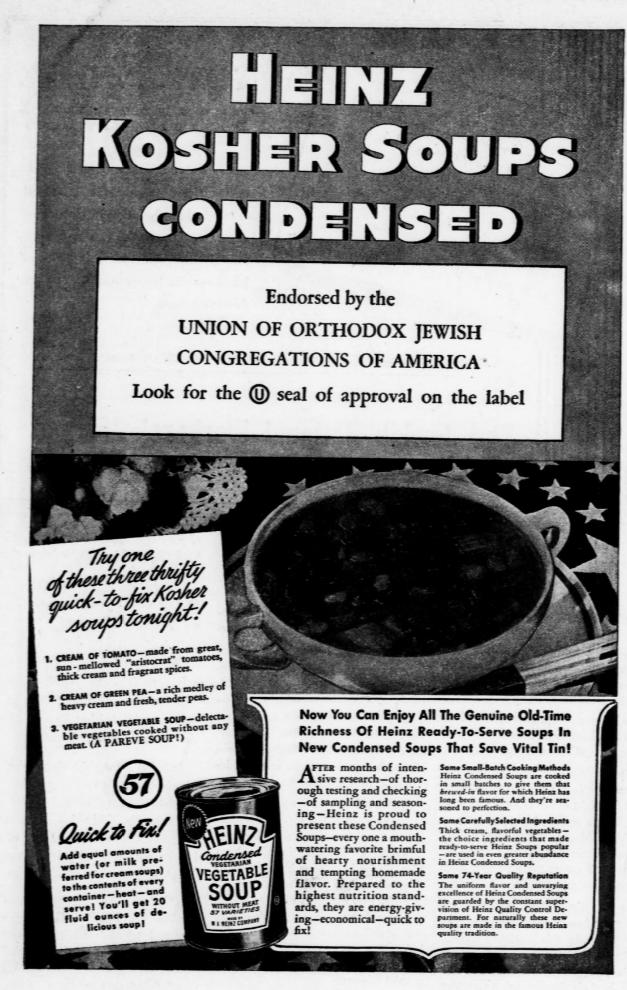 HEINZ
KOSHER SOUPS
CONDENSED
Endorsed by the
UNION OF ORTHODOX JEWISH
CONGREGATIONS OF AMERICA
Look for the Ⓤ seal of approval on the label
Try one
of these three thrifty
quick-to-fix Kosher
soups tonight!
1. CREAM OF TOMATO—made from great,
sun-mellowed "aristocrat" tomatoes,
thick cream and fragrant spices.
2. CREAM OF GREEN PEA—a rich medley of
heavy cream and fresh, tender peas.
3. VEGETARIAN VEGETABLE SOUP—delecta-
ble vegetables cooked without any
meat. (A PAREVE SOUP!)
57
Quick to Fix!
Add equal amounts of
water (or milk pre-
ferred for cream soups)
to the contents of every
container—heat—and
serve! You'll get 20
fluid ounces of de-
licious soup!
New
HEINZ
Condensed
VEGETARIAN
VEGETABLE
SOUP
WITHOUT MEAT
57 VARIETIES
MADE BY
H J HEINZ COMPANY
Now You Can Enjoy All The Genuine Old-Time
Richness Of Heinz Ready-To-Serve Soups In
New Condensed Soups That Save Vital Tin!
AFTER months of inten-
sive research—of thor-
ough testing and checking
—of sampling and season-
ing—Heinz is proud to
present these Condensed
Soups—every one a mouth-
watering favorite brimful
of hearty nourishment
and tempting homemade
flavor. Prepared to the
highest nutrition stand-
ards, they are energy-giv-
ing—economical—quick to
fix!
Same Small-Batch Cooking Methods
Heinz Condensed Soups are cooked
in small batches to give them that
brewed-in flavor for which Heinz has
long been famous. And they're sea-
soned to perfection.
Same Carefully Selected Ingredients
Thick cream, flavorful vegetables—
the choice ingredients that made
ready-to-serve Heinz Soups popular
—are used in even greater abundance
in Heinz Condensed Soups.
Same 74-Year Quality Reputation
The uniform flavor and unvarying
excellence of Heinz Condensed Soups
are guarded by the constant super-
vision of Heinz Quality Control De-
partment. For naturally these new
soups are made in the famous Heinz
quality tradition.